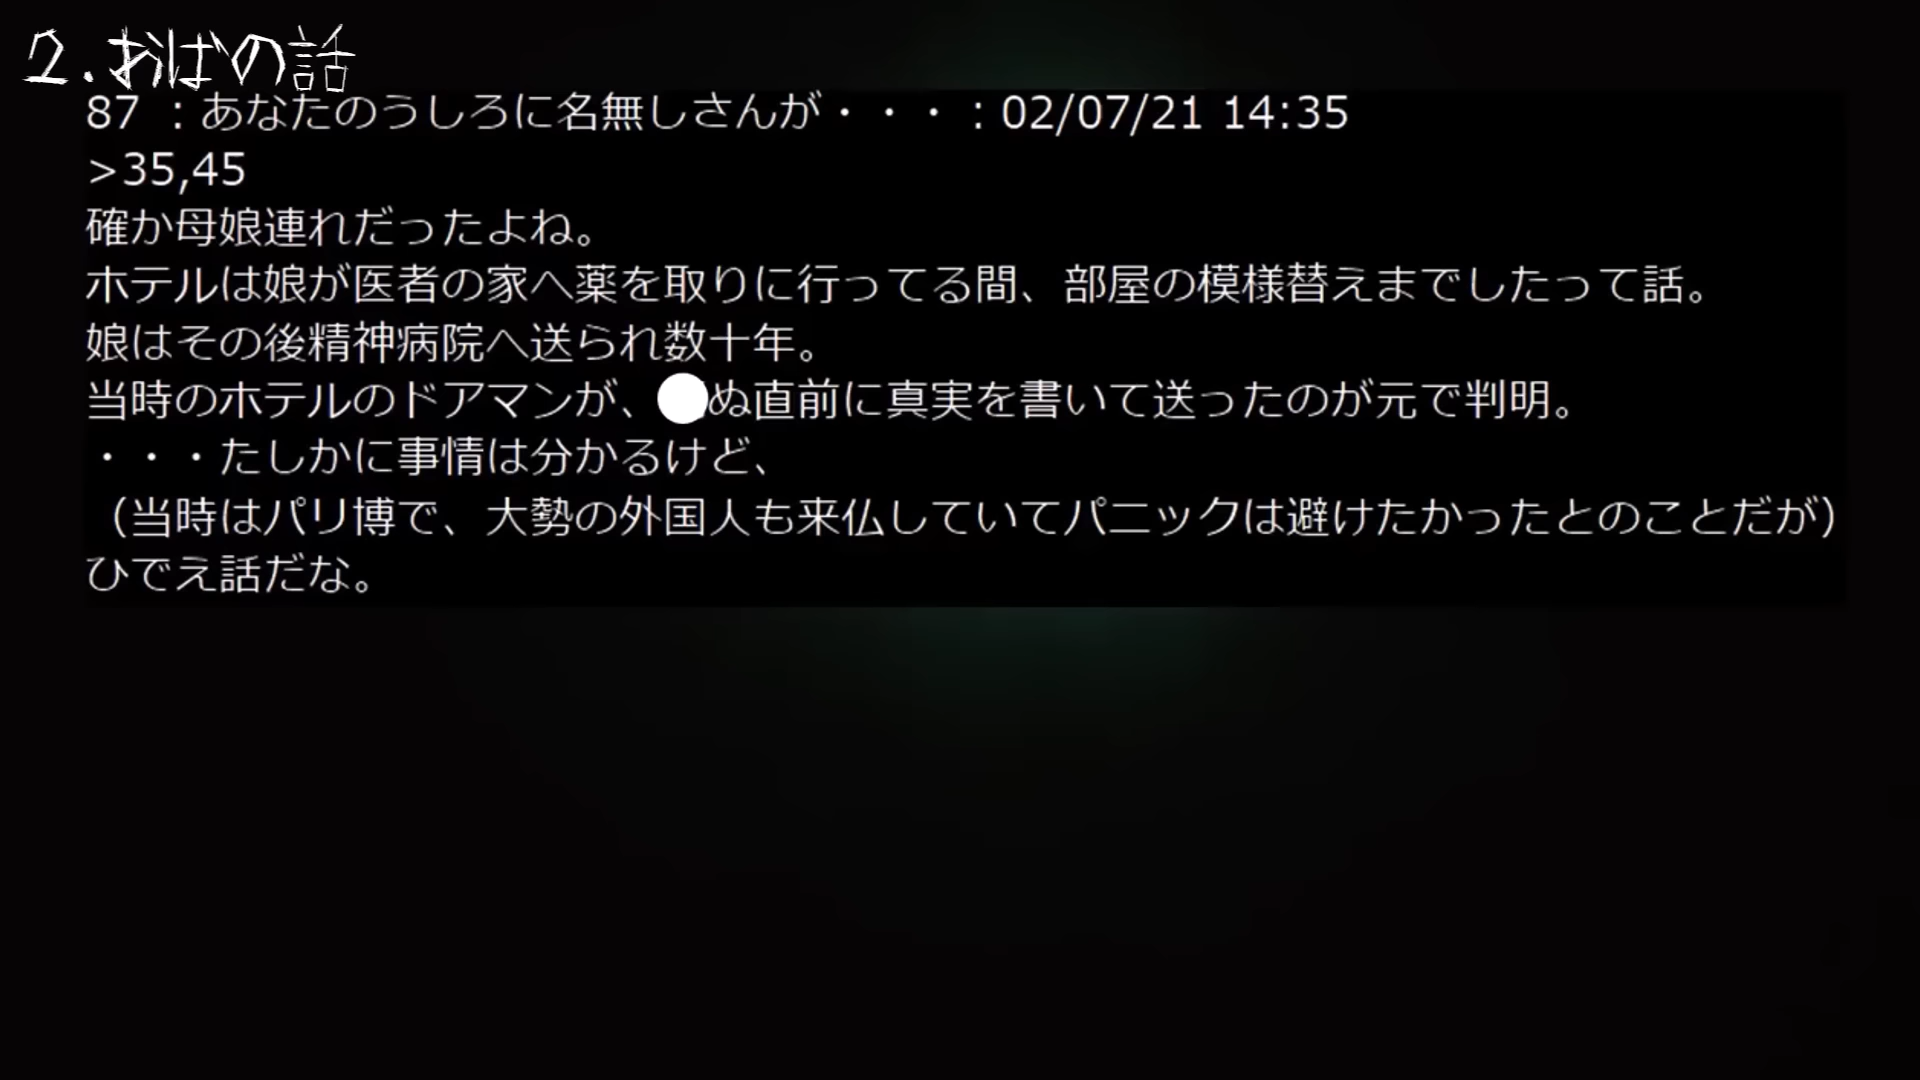 2.おばの話
87 ：あなたのうしろに名無しさんが・・・：02/07/21 14:35
>35,45
確か母娘連れだったよね。
ホテルは娘が医者の家へ薬を取りに行ってる間、部屋の模様替えまでしたって話。
娘はその後精神病院へ送られ数十年。
当時のホテルのドアマンが、●ぬ直前に真実を書いて送ったのが元で判明。
・・・たしかに事情は分かるけど、
（当時はパリ博で、大勢の外国人も来仏していてパニックは避けたかったとのことだが）
ひでえ話だな。